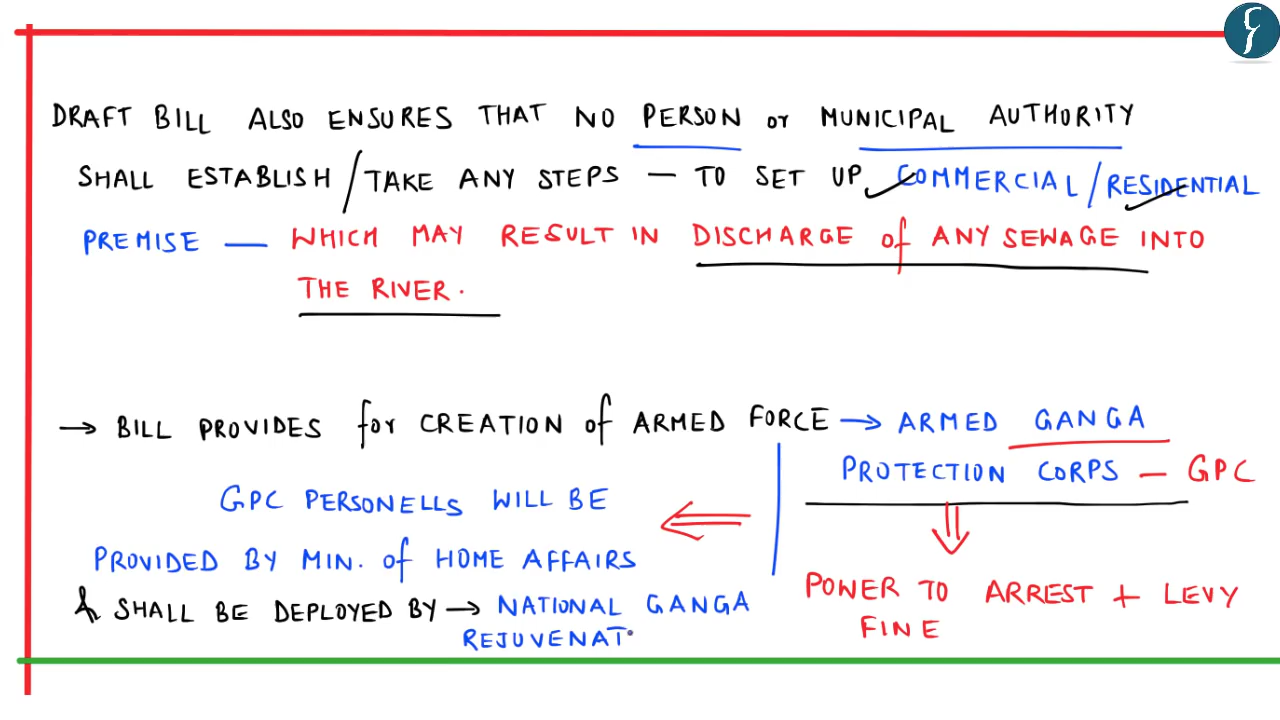 DRAFT BILL ALSO ENSURES THAT NO PERSON or MUNICIPAL AUTHORITY
SHALL ESTABLISH / TAKE ANY STEPS — TO SET UP COMMERCIAL / RESIDENTIAL
PREMISE — WHICH MAY RESULT IN DISCHARGE of ANY SEWAGE INTO
THE RIVER.
→ BILL PROVIDES for CREATION of ARMED FORCE → ARMED GANGA
PROTECTION CORPS — GPC
GPC PERSONELLS WILL BE
PROVIDED BY MIN. of HOME AFFAIRS
& SHALL BE DEPLOYED BY → NATIONAL GANGA
REJUVENAT
POWER TO ARREST + LEVY
FINE